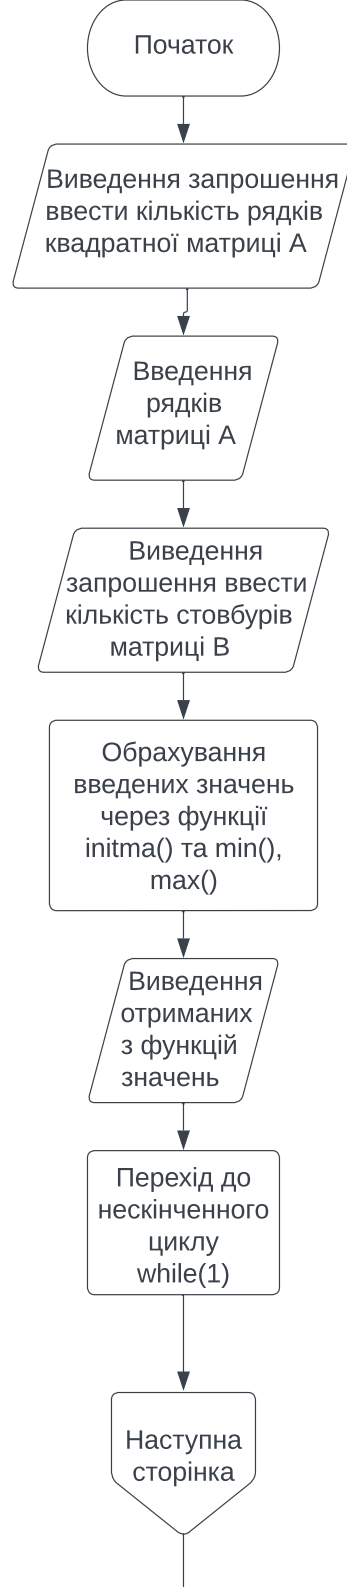 Початок
Виведення запрошення
ввести кількість рядків
квадратної матриці А
Введення
рядків
матриці А
Виведення
запрошення ввести
кількість стовбурів
матриці В
Обрахування
введених значень
через функції
initma() та min(),
max()
Виведення
отриманих
з функцій
значень
Перехід до
нескінченного
циклу
while(1)
Наступна
сторінка